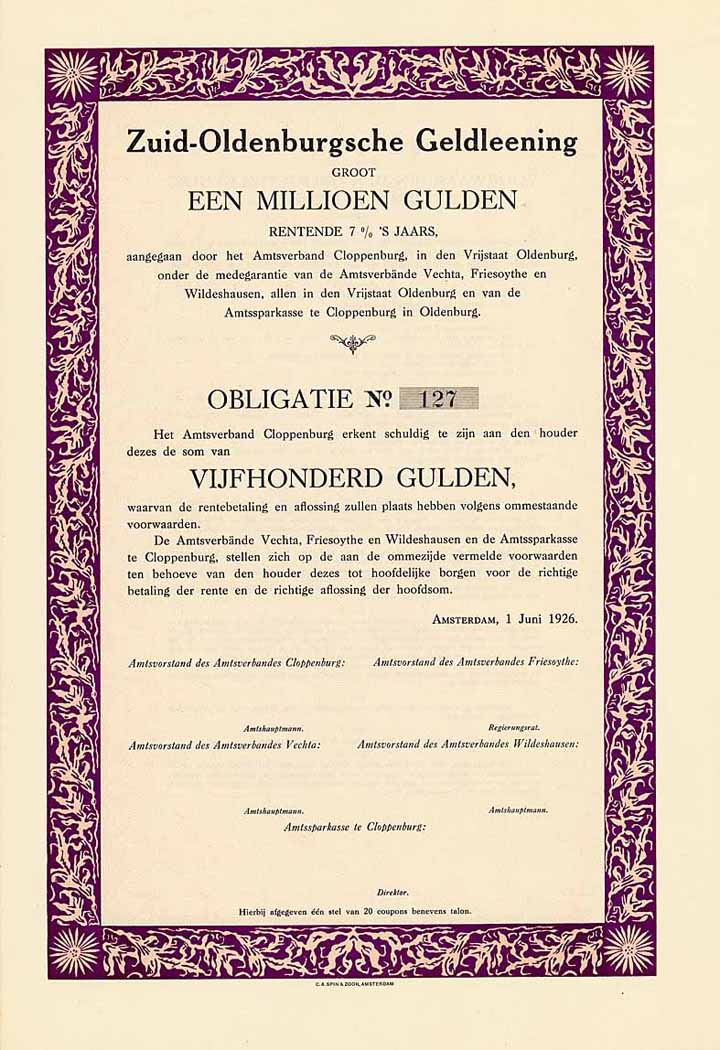 Zuid-Oldenburgsche Geldleening
GROOT
EEN MILLIOEN GULDEN
RENTENDE 7 % 'S JAARS,
aangegaan door het Amtsverband Cloppenburg, in den Vrijstaat Oldenburg,
onder de medegarantie van de Amtsverbände Vechta, Friesoythe en
Wildeshausen, allen in den Vrijstaat Oldenburg en van de
Amtssparkasse te Cloppenburg in Oldenburg.
OBLIGATIE No 127
Het Amtsverband Cloppenburg erkent schuldig te zijn aan den houder
dezes de som van
VIJFHONDERD GULDEN,
waarvan de rentebetaling en aflossing zullen plaats hebben volgens ommestaande
voorwaarden.
De Amtsverbände Vechta, Friesoythe en Wildeshausen en de Amtssparkasse
te Cloppenburg, stellen zich op de aan de ommezijde vermelde voorwaarden
ten behoeve van den houder dezes tot hoofdelijke borgen voor de richtige
betaling der rente en de richtige aflossing der hoofdsom.
AMSTERDAM, 1 Juni 1926.
Amtsvorstand des Amtsverbandes Cloppenburg: Amtsvorstand des Amtsverbandes Friesoythe:
Amtshauptmann. Regierungsrat.
Amtsvorstand des Amtsverbandes Vechta: Amtsvorstand des Amtsverbandes Wildeshausen:
Amtshauptmann. Amtshauptmann.
Amtssparkasse te Cloppenburg:
Direktor.
Hierbij afgegeven één stel van 20 coupons benevens talon.
C. A. SPIN & ZOON, AMSTERDAM